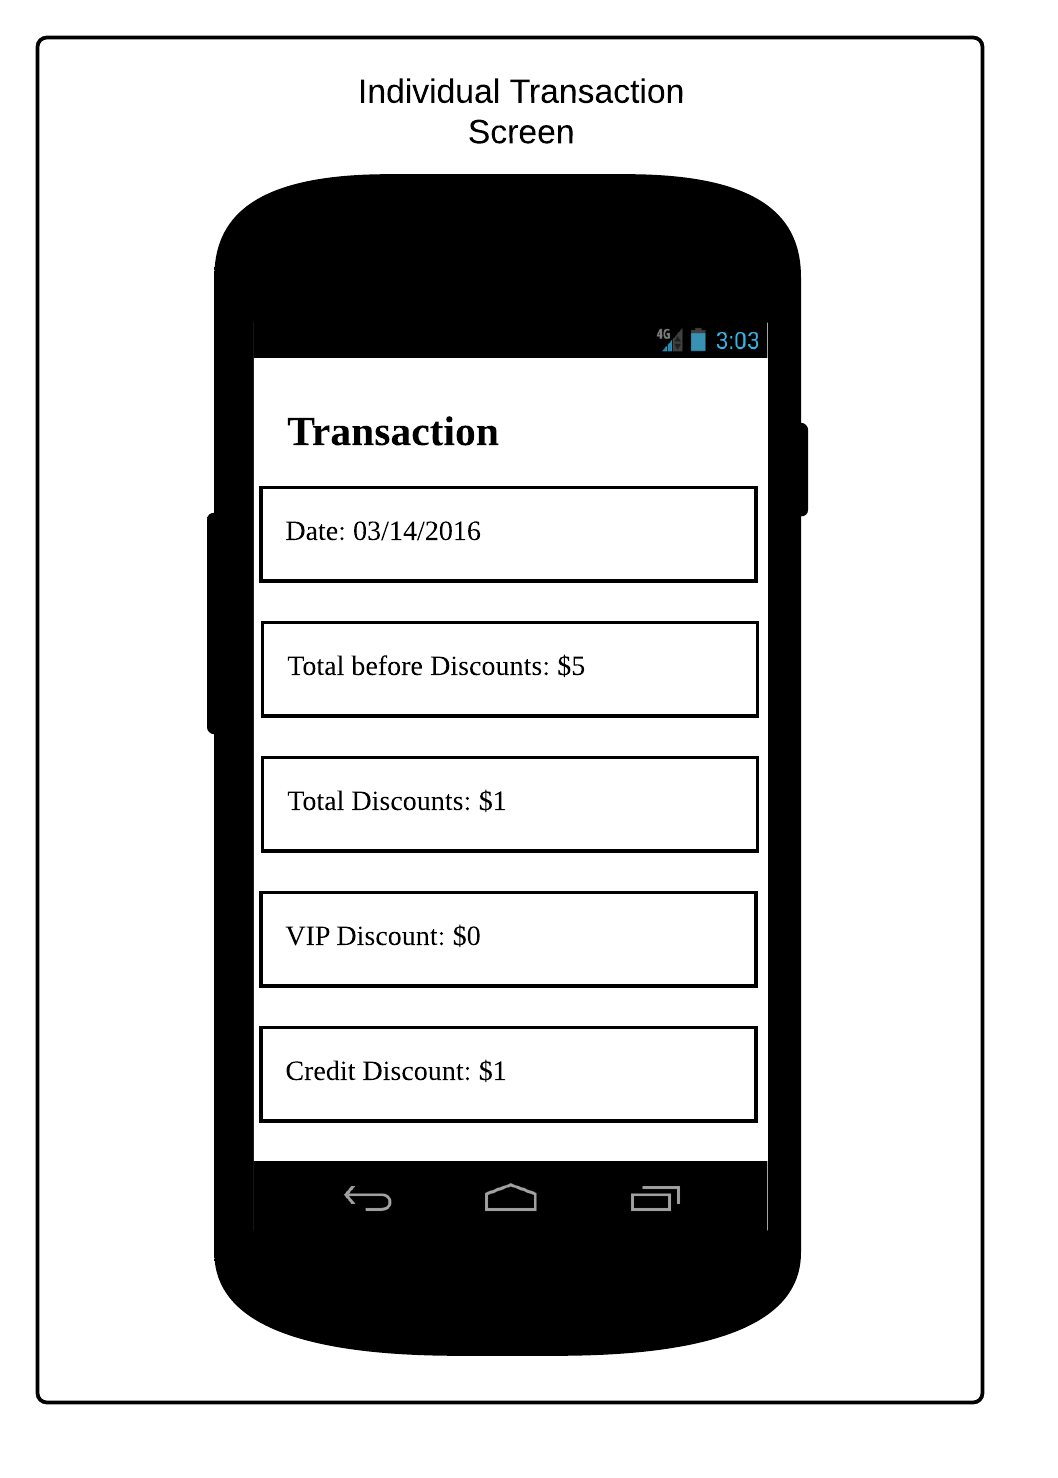 Individual Transaction
Screen
4G 3:03
Transaction
Date: 03/14/2016
Total before Discounts: $5
Total Discounts: $1
VIP Discount: $0
Credit Discount: $1